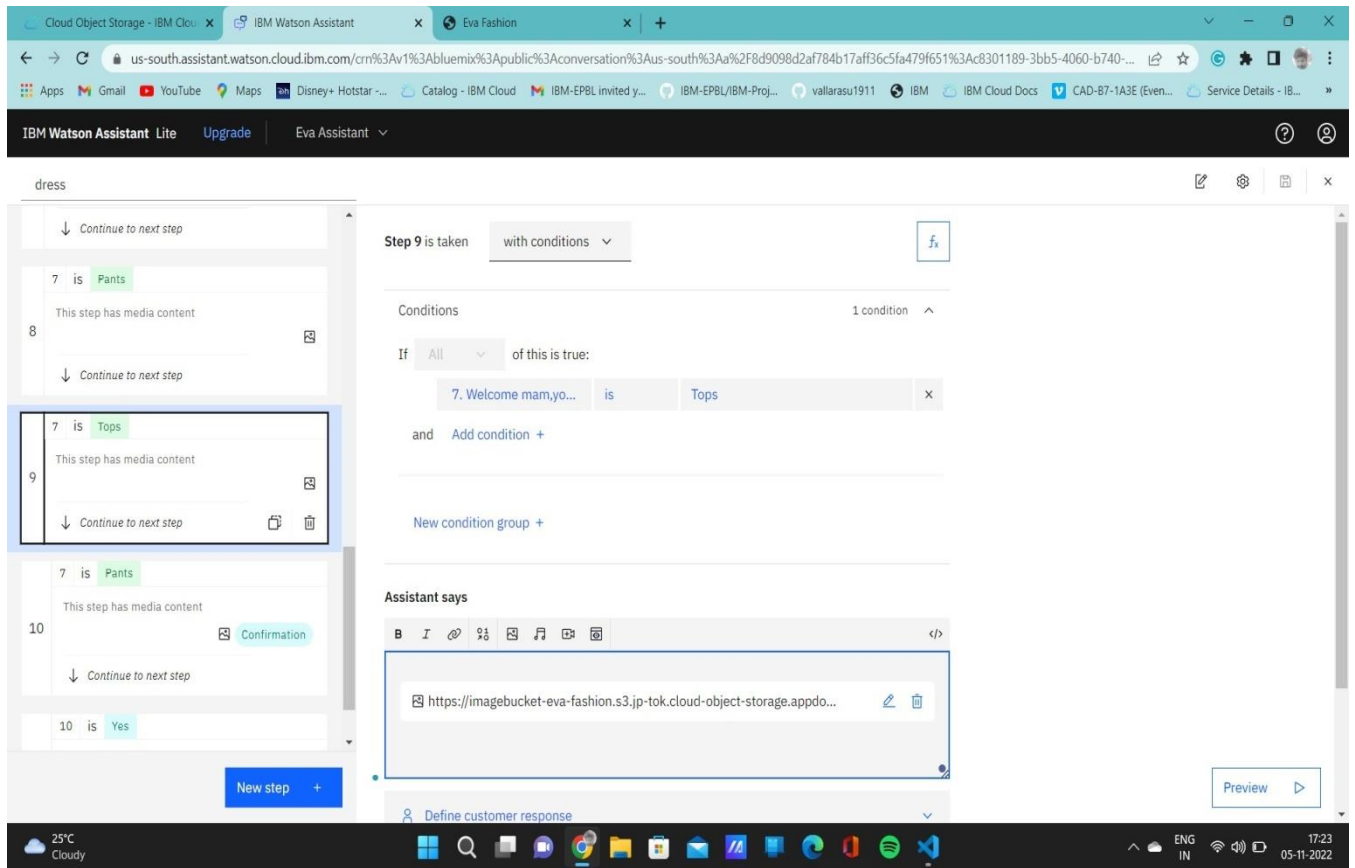 Cloud Object Storage - IBM Clou
IBM Watson Assistant
Eva Fashion
us-south.assistant.watson.cloud.ibm.com/crn%3Av1%3Abluemix%3Apublic%3Aconversation%3Aus-south%3Aa%2F8d9098d2af784b17aff36c5fa479f651%3Ac8301189-3bb5-4060-b740-...
Apps Gmail YouTube Maps Disney+ Hotstar -... Catalog - IBM Cloud IBM-EPBL invited y... IBM-EPBL/IBM-Proj... vallarasu1911 IBM IBM Cloud Docs CAD-B7-1A3E (Even... Service Details - IB... »
IBM Watson Assistant Lite Upgrade Eva Assistant
dress
Continue to next step
7 is Pants
This step has media content
8
Continue to next step
7 is Tops
This step has media content
9
Continue to next step
7 is Pants
This step has media content
10
Confirmation
Continue to next step
10 is Yes
New step +
Step 9 is taken with conditions
fx
Conditions 1 condition
If All of this is true:
7. Welcome mam,yo... is Tops
and Add condition +
New condition group +
Assistant says
B I </>
https://imagebucket-eva-fashion.s3.jp-tok.cloud-object-storage.appdo...
Define customer response
Preview
25°C
Cloudy
ENG
IN
17:23
05-11-2022